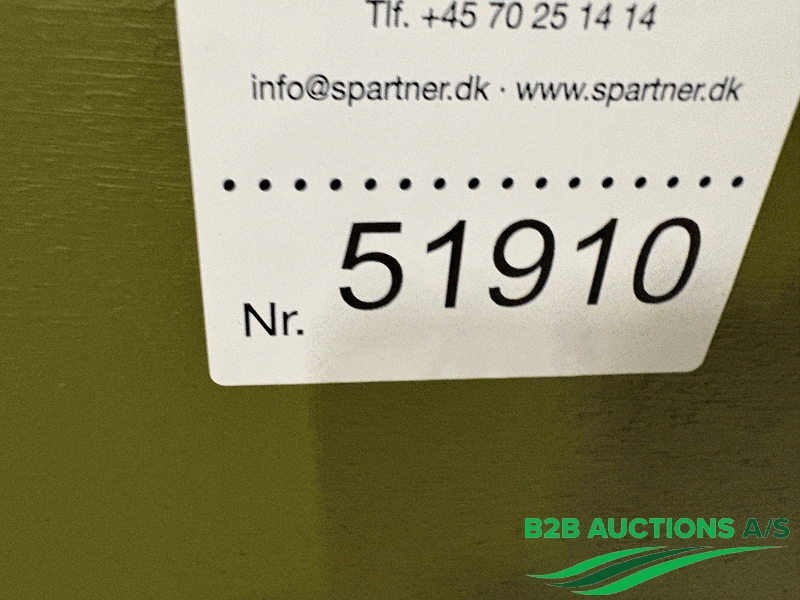 Tlf. +45 70 25 14 14
info@spartner.dk · www.spartner.dk
Nr. 51910
B2B AUCTIONS A/S